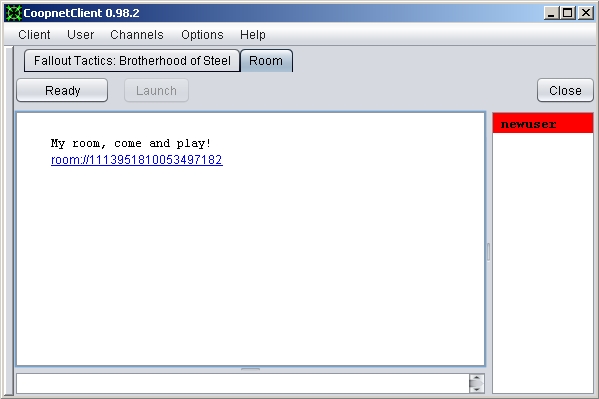 CoopnetClient 0.98.2
Client User Channels Options Help
Fallout Tactics: Brotherhood of Steel Room
Ready Launch Close
newuser
My room, come and play!
room://1113951810053497182